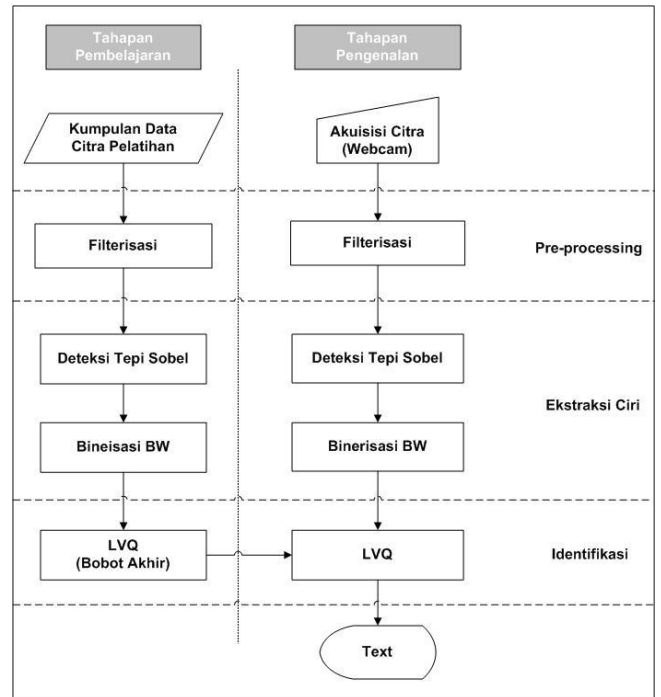 Tahapan
Pembelajaran
Tahapan
Pengenalan
Kumpulan Data
Citra Pelatihan
Akuisisi Citra
(Webcam)
Filterisasi
Filterisasi
Pre-processing
Deteksi Tepi Sobel
Deteksi Tepi Sobel
Ekstraksi Ciri
Bineisasi BW
Binerisasi BW
LVQ
(Bobot Akhir)
LVQ
Identifikasi
Text